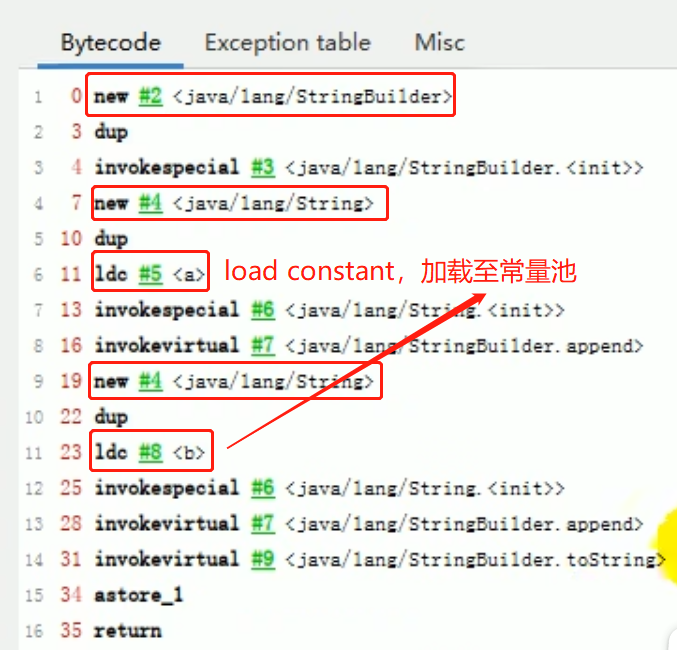 Bytecode Exception table Misc
1 0 new #2 <java/lang/StringBuilder>
2 3 dup
3 4 invokespecial #3 <java/lang/StringBuilder.<init>>
4 7 new #4 <java/lang/String>
5 10 dup
6 11 ldc #5 <a> load constant，加载至常量池
7 13 invokespecial #6 <java/lang/String.<init>>
8 16 invokevirtual #7 <java/lang/StringBuilder.append>
9 19 new #4 <java/lang/String>
10 22 dup
11 23 ldc #8 <b>
12 25 invokespecial #6 <java/lang/String.<init>>
13 28 invokevirtual #7 <java/lang/StringBuilder.append>
14 31 invokevirtual #9 <java/lang/StringBuilder.toString>
15 34 astore_1
16 35 return